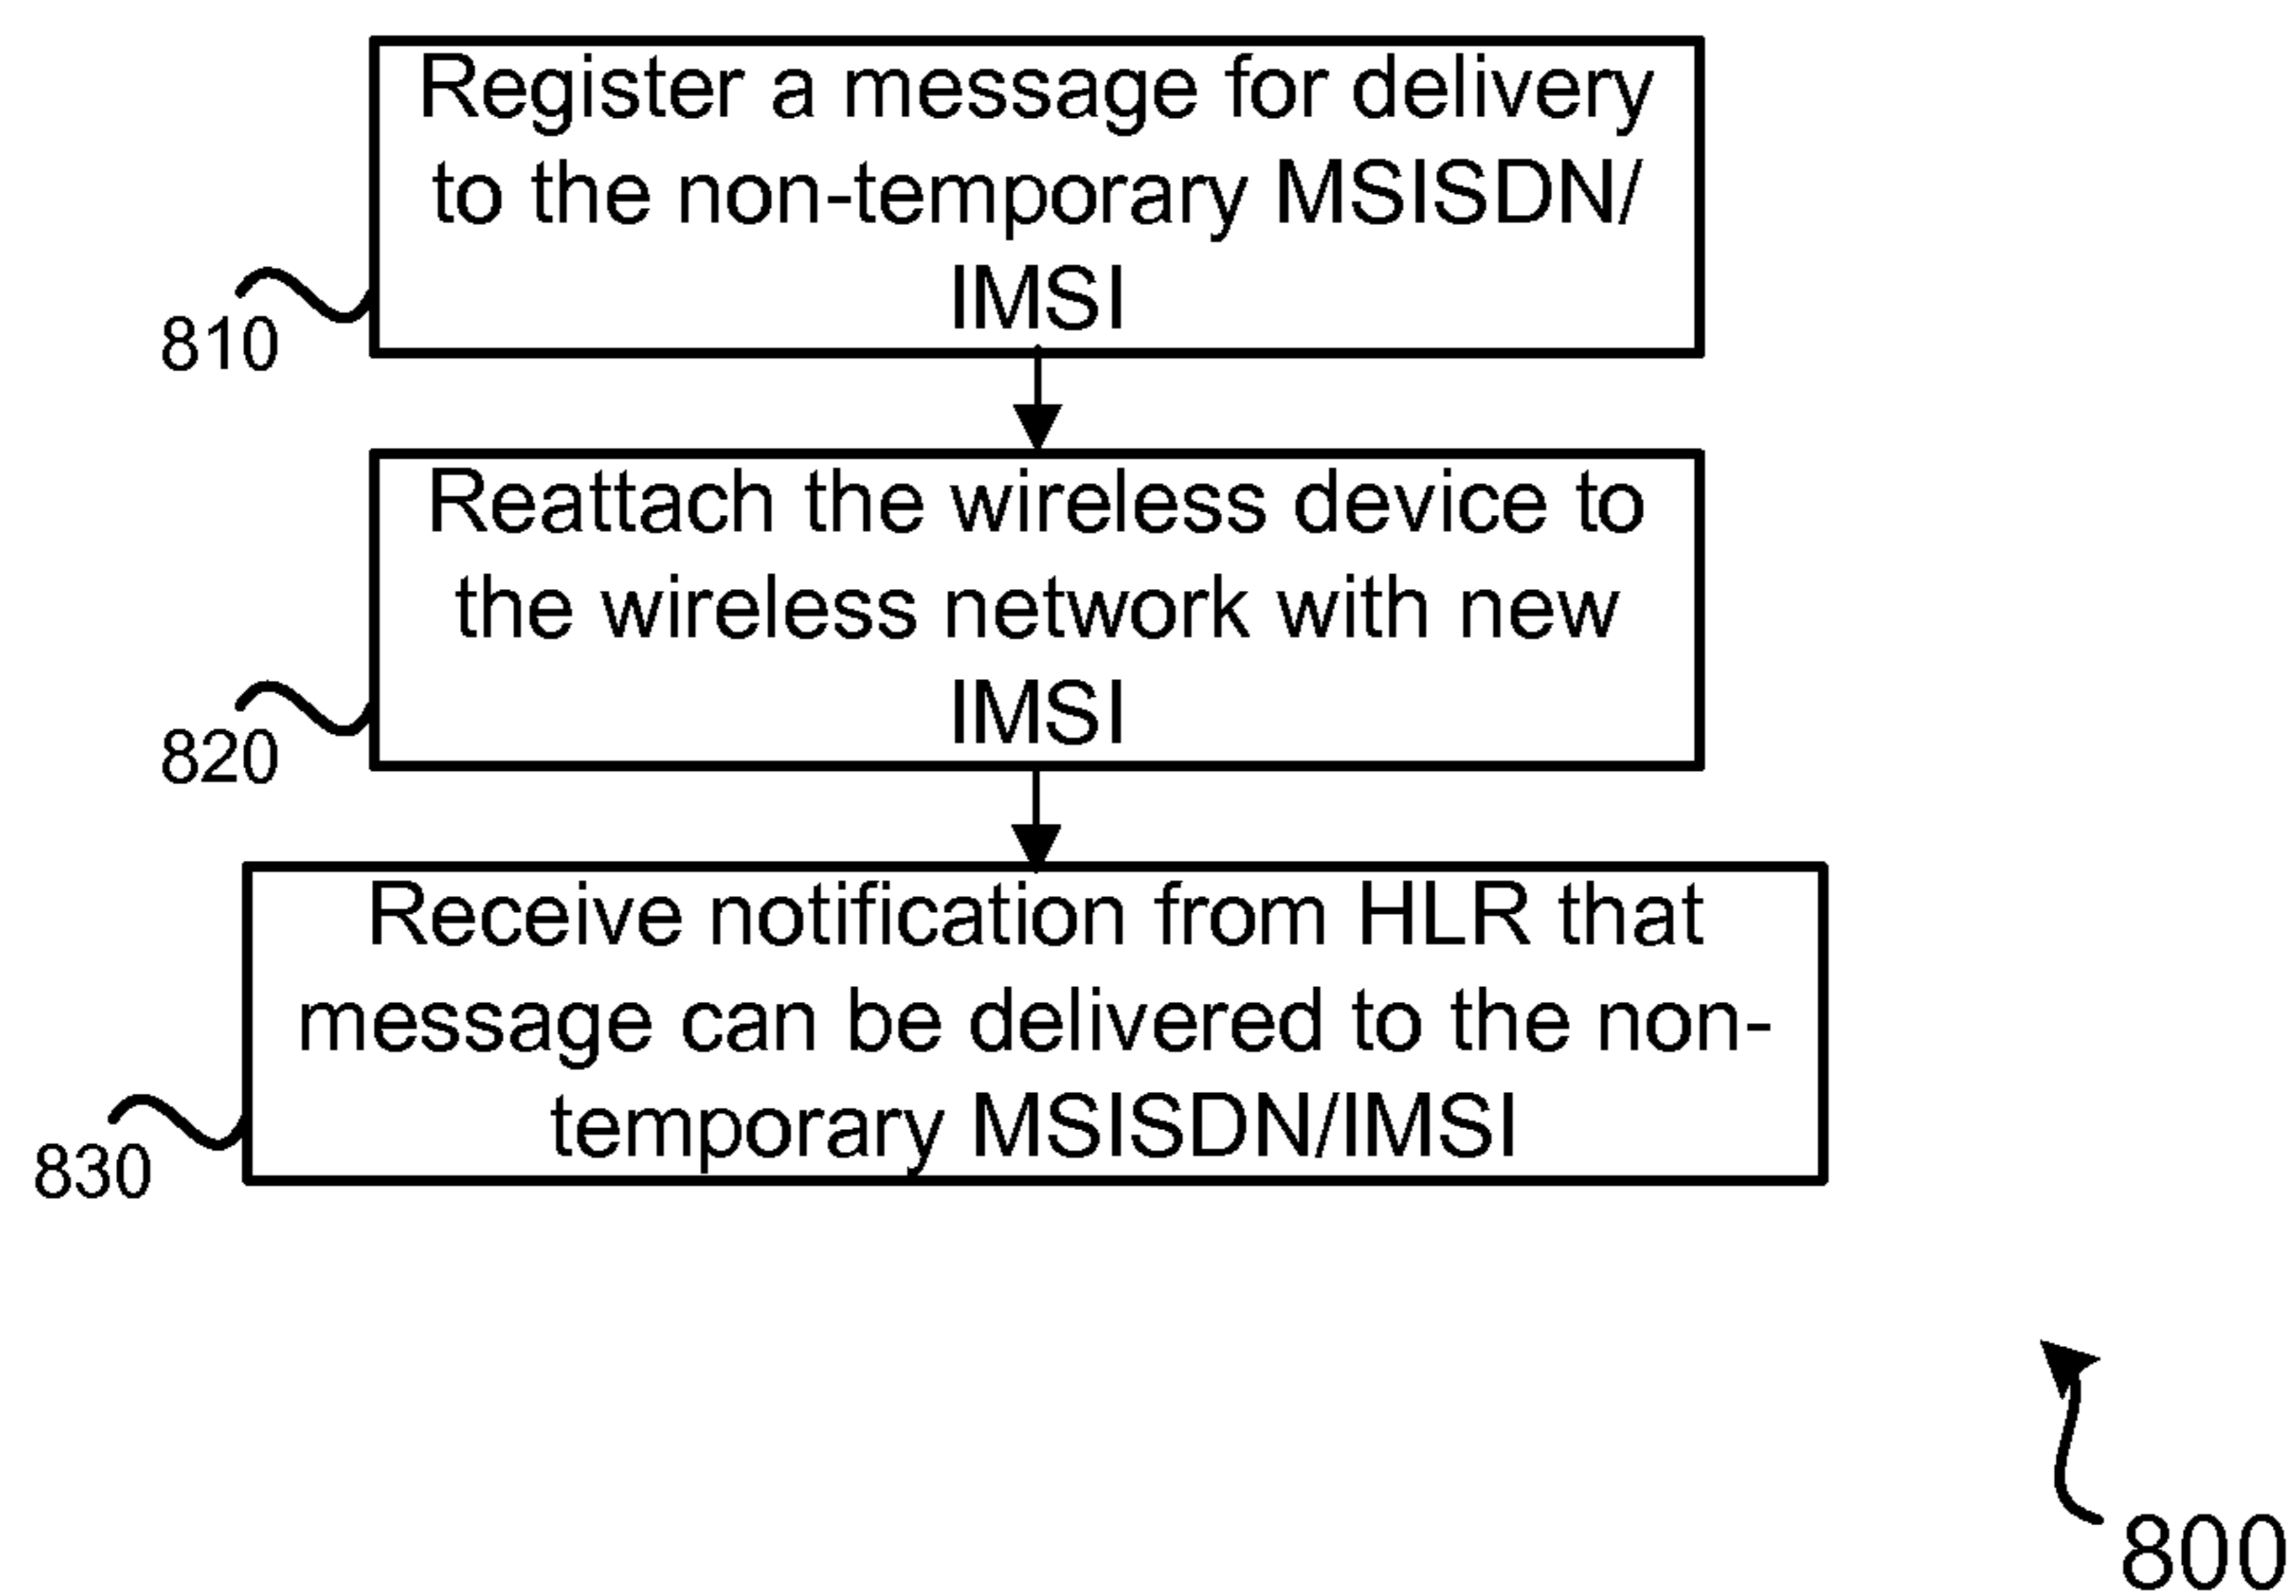 Register a message for delivery
to the non-temporary MSISDN/
IMSI
810
Reattach the wireless device to
the wireless network with new
IMSI
820
Receive notification from HLR that
message can be delivered to the non-
temporary MSISDN/IMSI
830
800